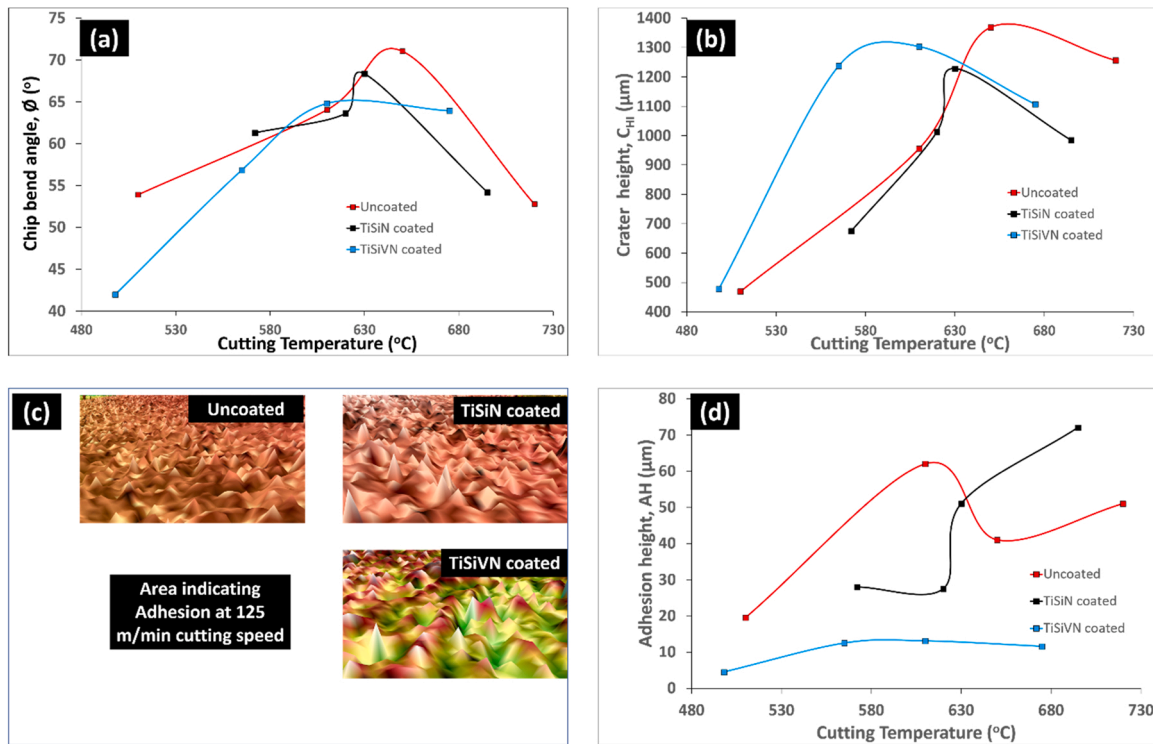 (a)
75
70
65
60
55
50
45
40
Chip bend angle, Ø (°)
Uncoated
TiSiN coated
TiSiVN coated
480 530 580 630 680 730
Cutting Temperature (°C)
(b)
1400
1300
1200
1100
1000
900
800
700
600
500
400
Crater height, C_HI (µm)
Uncoated
TiSiN coated
TiSiVN coated
480 530 580 630 680 730
Cutting Temperature (°C)
(c)
Uncoated
TiSiN coated
TiSiVN coated
Area indicating
Adhesion at 125
m/min cutting speed
(d)
80
70
60
50
40
30
20
10
0
Adhesion height, AH (µm)
Uncoated
TiSiN coated
TiSiVN coated
480 530 580 630 680 730
Cutting Temperature (°C)